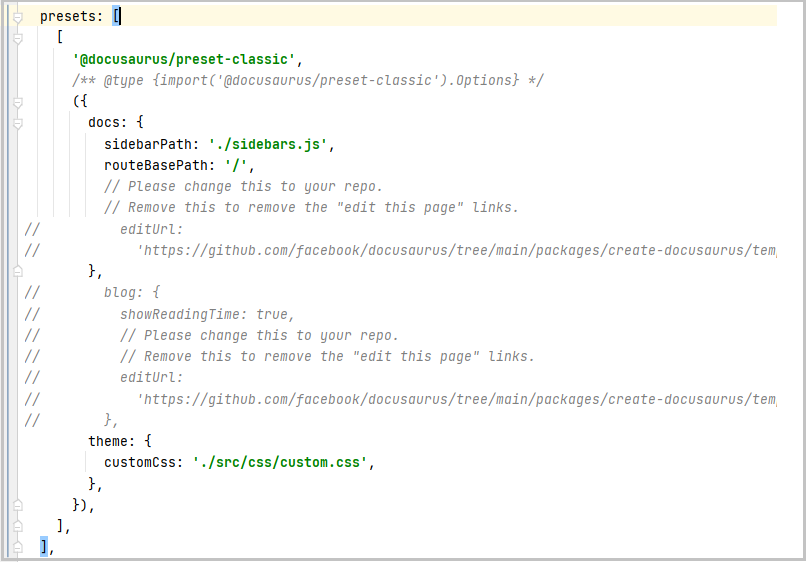 presets: [
[
'@docusaurus/preset-classic',
/** @type {import('@docusaurus/preset-classic').Options} */
({
docs: {
sidebarPath: './sidebars.js',
routeBasePath: '/',
// Please change this to your repo.
// Remove this to remove the "edit this page" links.
// editUrl:
// 'https://github.com/facebook/docusaurus/tree/main/packages/create-docusaurus/tem
},
// blog: {
// showReadingTime: true,
// // Please change this to your repo.
// // Remove this to remove the "edit this page" links.
// editUrl:
// 'https://github.com/facebook/docusaurus/tree/main/packages/create-docusaurus/tem
// },
theme: {
customCss: './src/css/custom.css',
},
}),
],
],